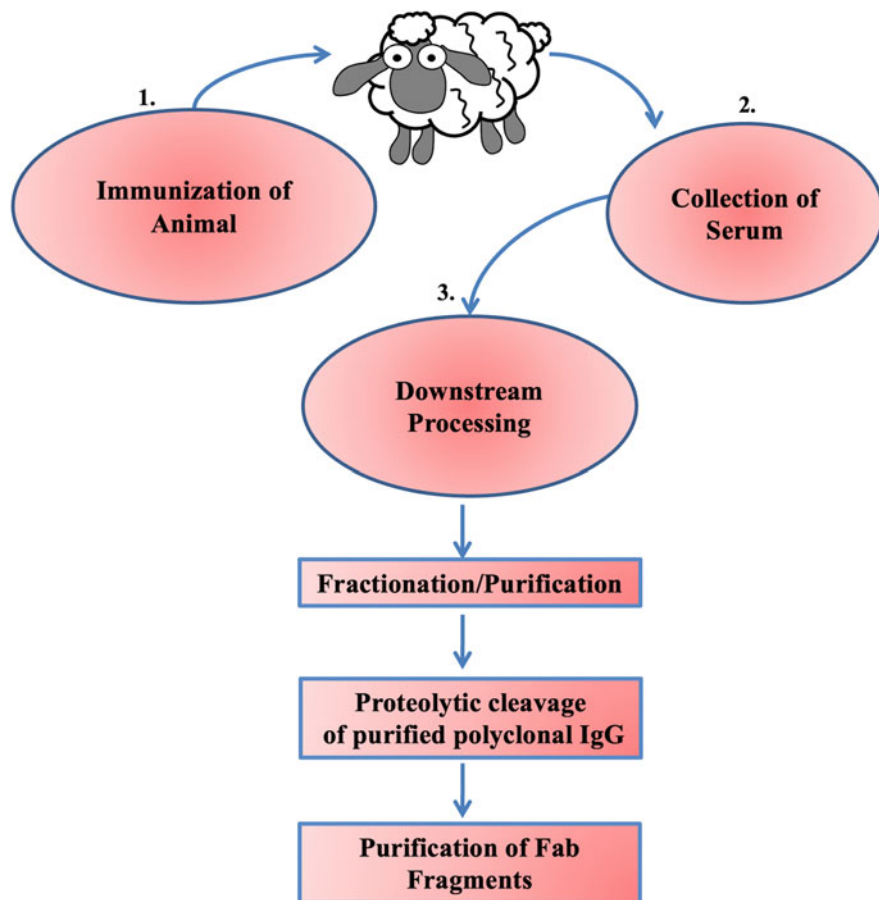 1.
Immunization of
Animal
2.
Collection of
Serum
3.
Downstream
Processing
Fractionation/Purification
Proteolytic cleavage
of purified polyclonal IgG
Purification of Fab
Fragments